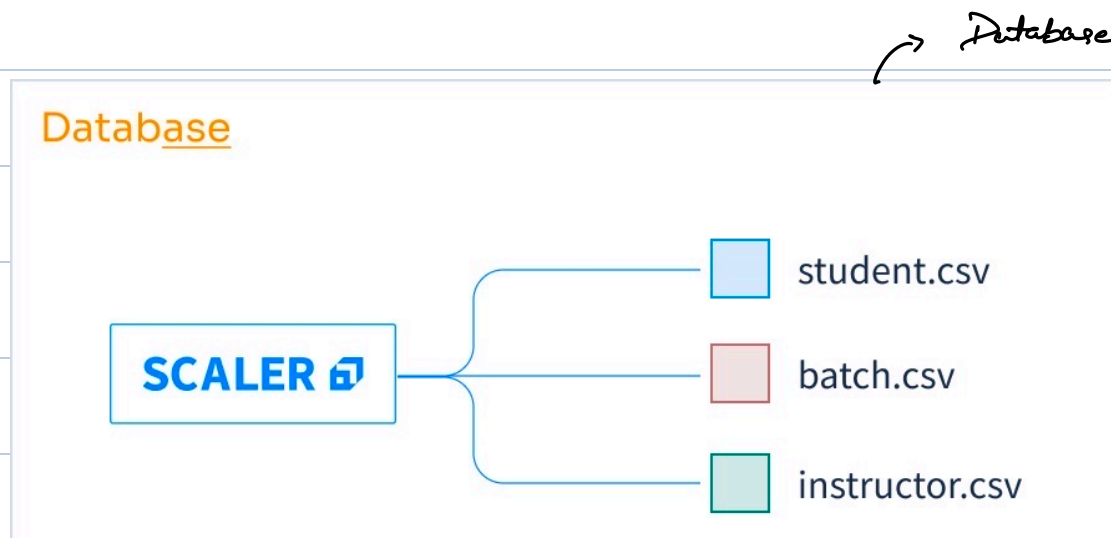 Database
Database
student.csv
SCALER
batch.csv
instructor.csv